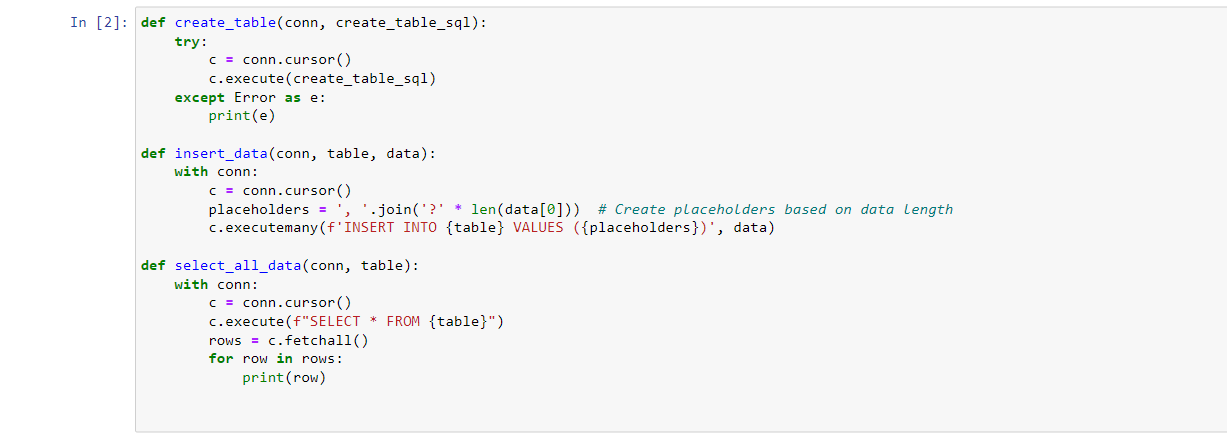 In [2]: def create_table(conn, create_table_sql):
    try:
        c = conn.cursor()
        c.execute(create_table_sql)
    except Error as e:
        print(e)

def insert_data(conn, table, data):
    with conn:
        c = conn.cursor()
        placeholders = ', '.join('?' * len(data[0]))  # Create placeholders based on data length
        c.executemany(f'INSERT INTO {table} VALUES ({placeholders})', data)

def select_all_data(conn, table):
    with conn:
        c = conn.cursor()
        c.execute(f"SELECT * FROM {table}")
        rows = c.fetchall()
        for row in rows:
            print(row)